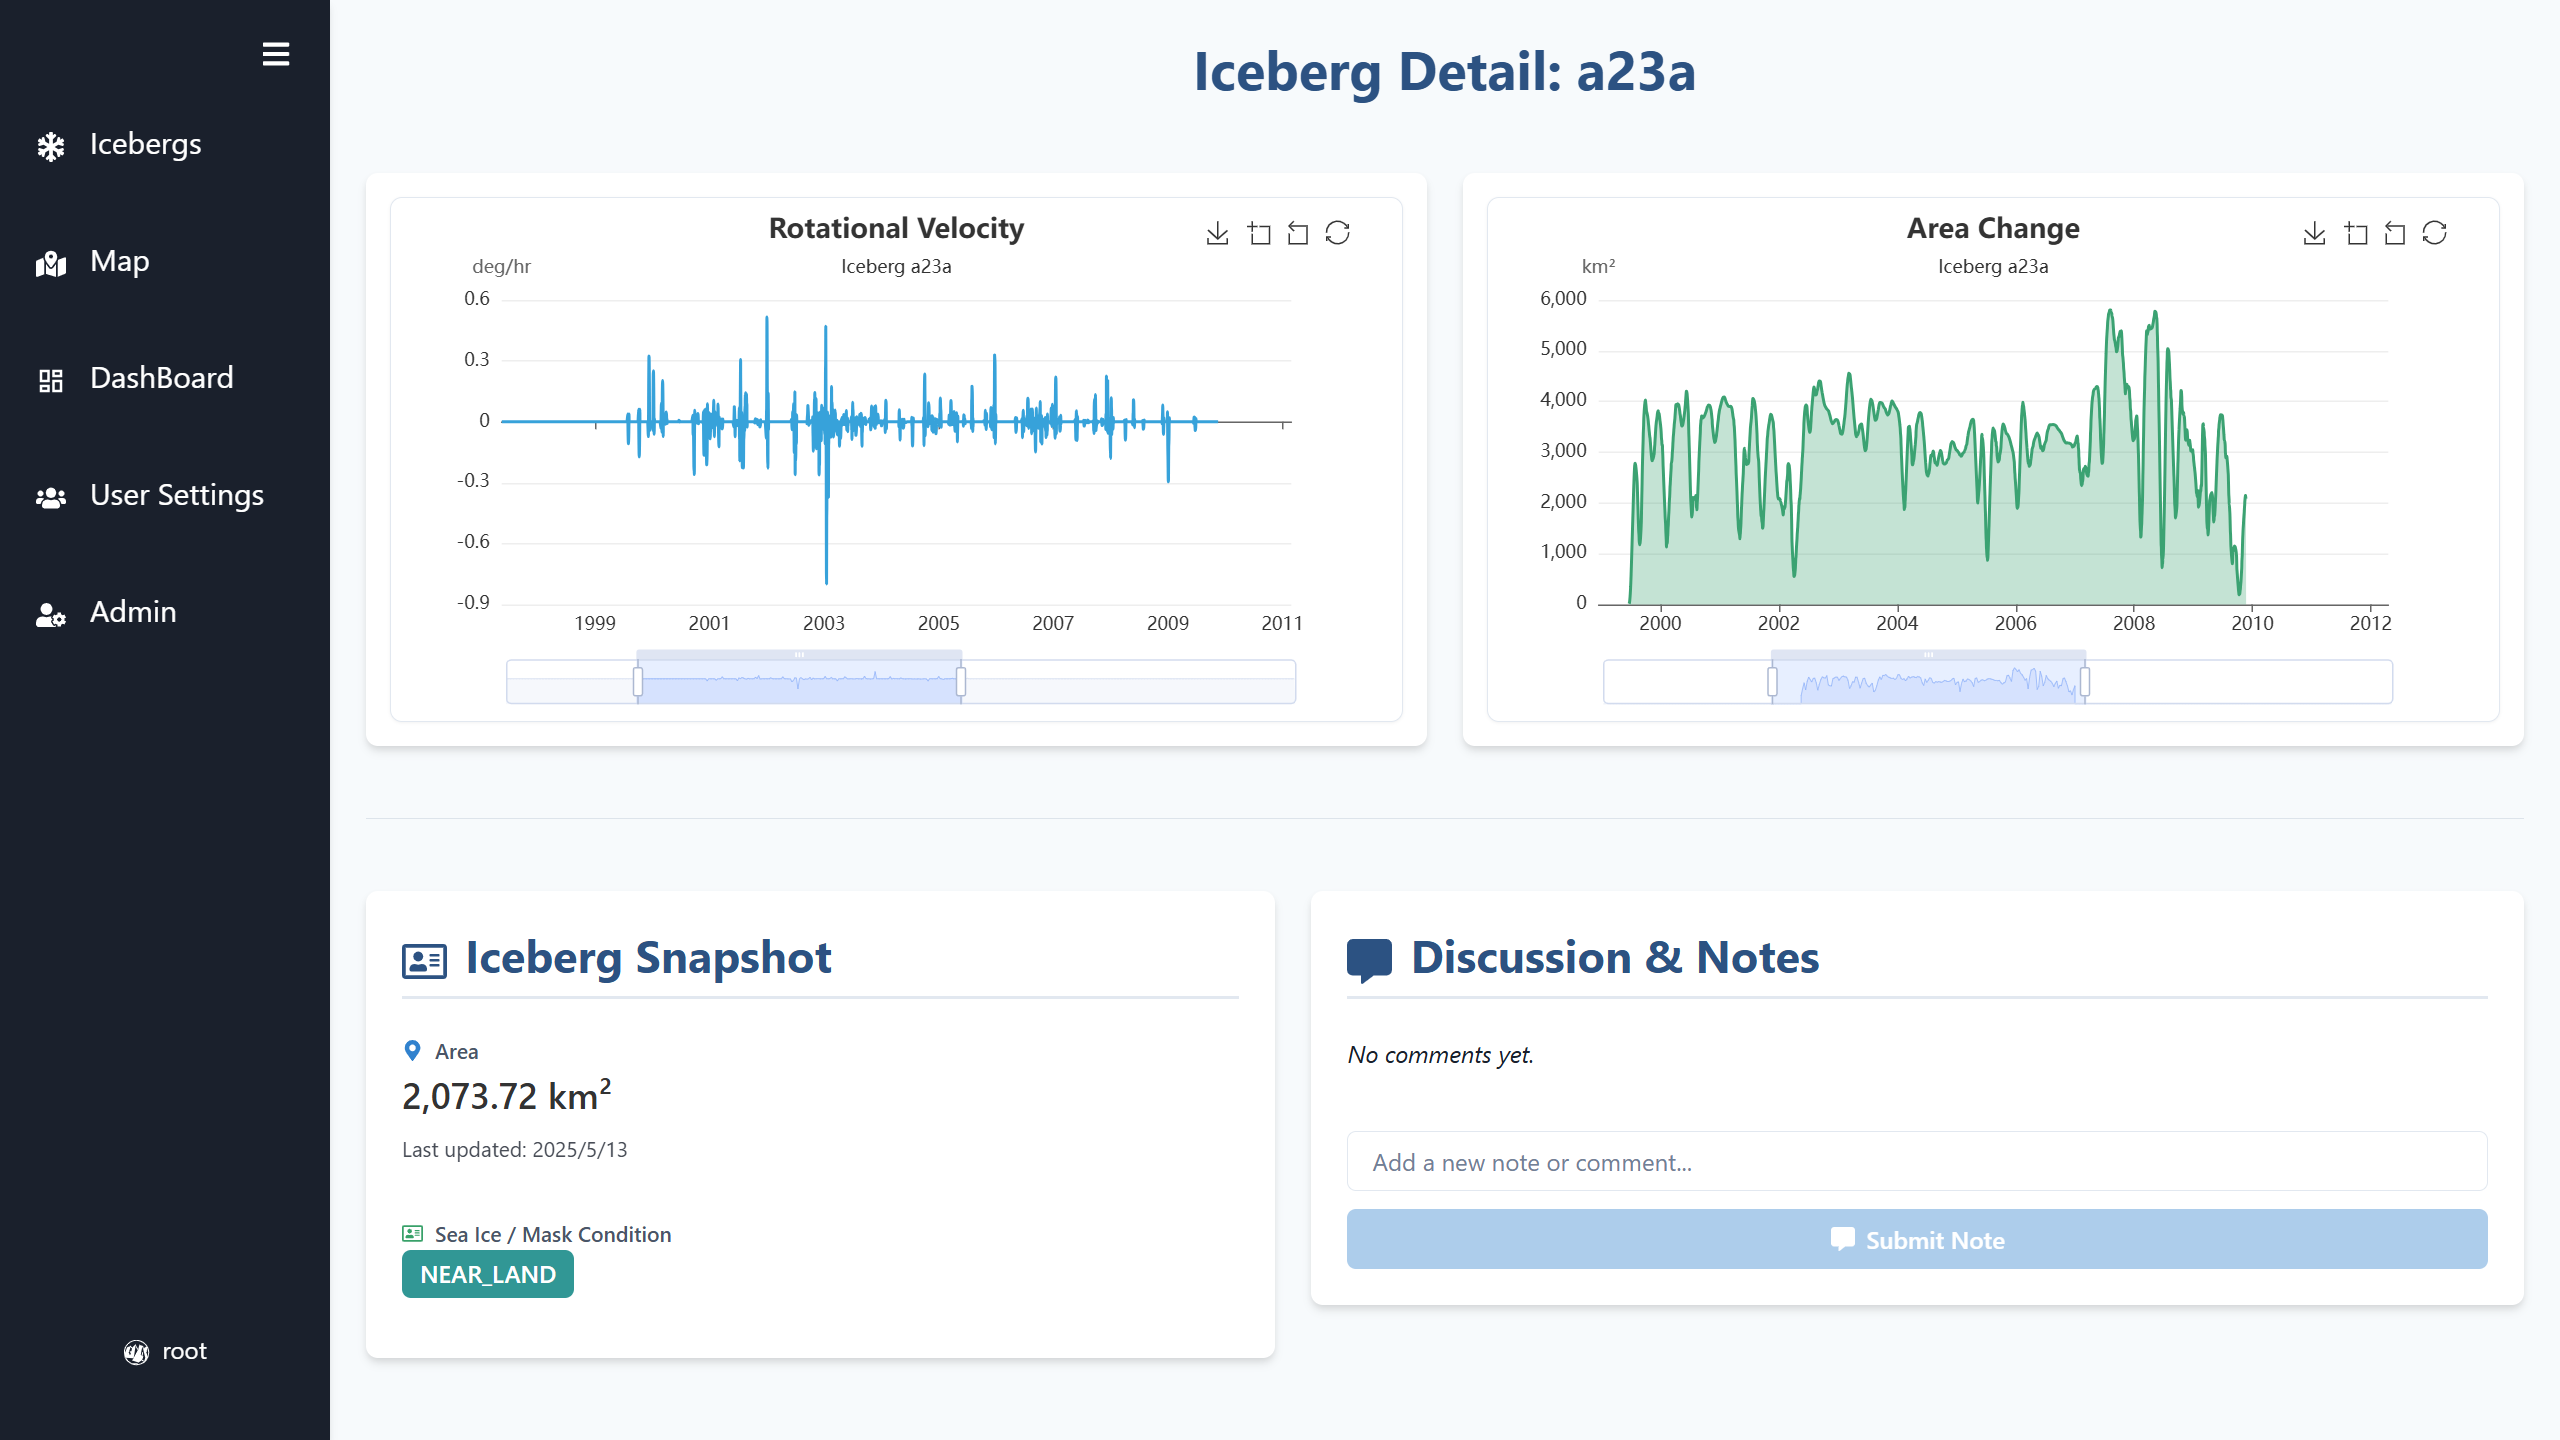 Icebergs
Map
DashBoard
User Settings
Admin
root
Iceberg Detail: a23a
Rotational Velocity
Iceberg a23a
deg/hr
0.6
0.3
0
-0.3
-0.6
-0.9
1999 2001 2003 2005 2007 2009 2011
Area Change
Iceberg a23a
km²
6,000
5,000
4,000
3,000
2,000
1,000
0
2000 2002 2004 2006 2008 2010 2012
Iceberg Snapshot
Area
2,073.72 km²
Last updated: 2025/5/13
Sea Ice / Mask Condition
NEAR_LAND
Discussion & Notes
No comments yet.
Add a new note or comment...
Submit Note